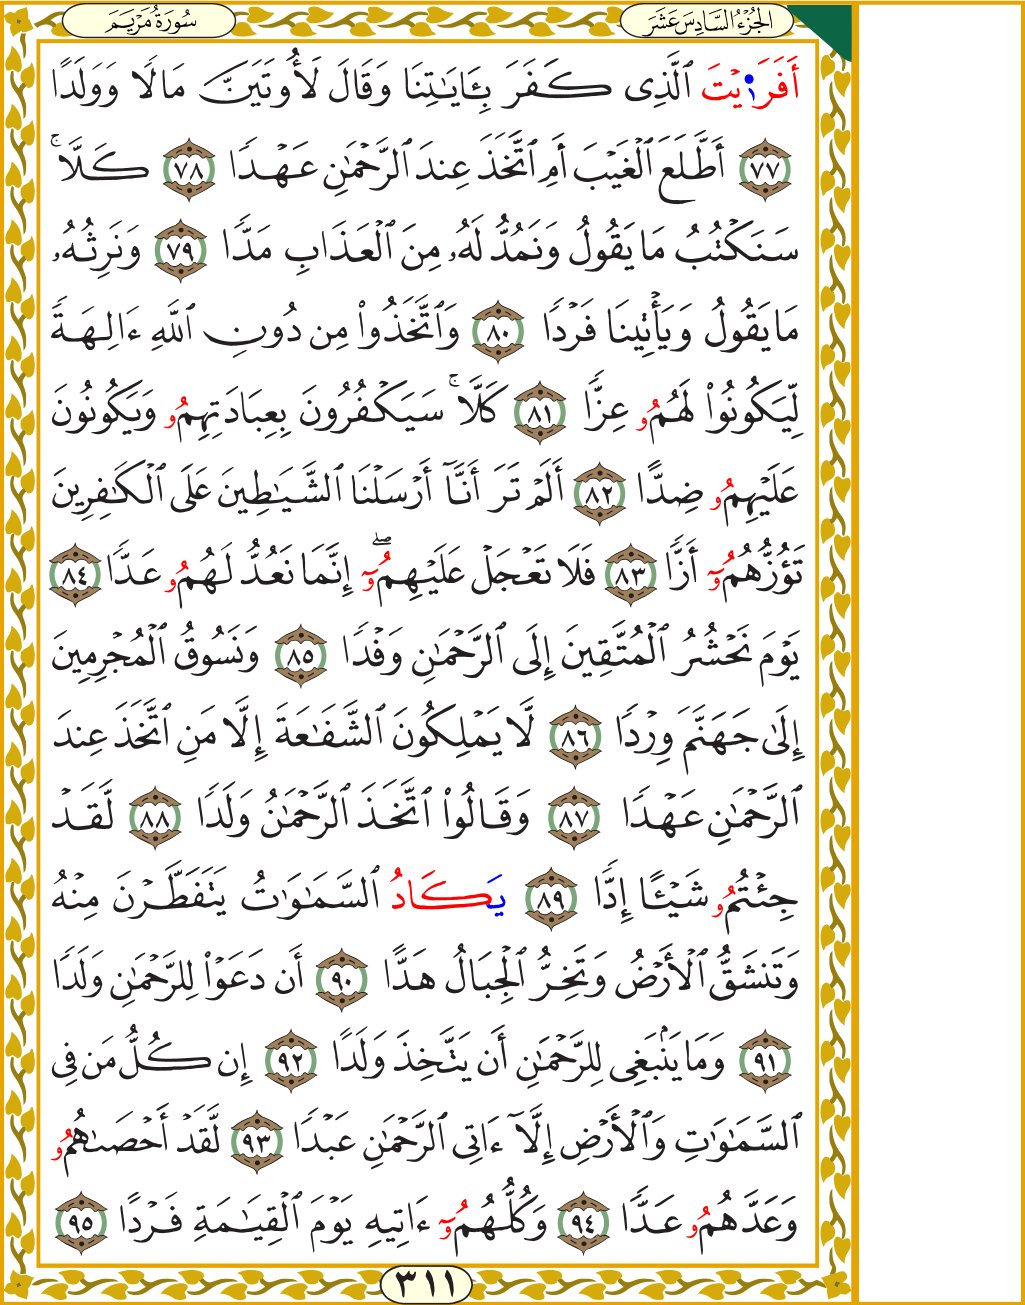 الجُزْءُ السَّادِسَ عَشَرَ
سُورَةُ مَرْيَمَ
أَفَرَٰٓيْتَ ٱلَّذِى كَفَرَ بِـَٔايَٰتِنَا وَقَالَ لَأُوتَيَنَّ مَالًا وَوَلَدًا
٧٧ أَطَّلَعَ ٱلْغَيْبَ أَمِ ٱتَّخَذَ عِندَ ٱلرَّحْمَٰنِ عَهْدًا ٧٨ كَلَّا ۚ
سَنَكْتُبُ مَا يَقُولُ وَنَمُدُّ لَهُۥ مِنَ ٱلْعَذَابِ مَدًّا ٧٩ وَنَرِثُهُۥ
مَا يَقُولُ وَيَأْتِينَا فَرْدًا ٨٠ وَٱتَّخَذُوا۟ مِن دُونِ ٱللَّهِ ءَالِهَةً
لِّيَكُونُوا۟ لَهُمُۥ عِزًّا ٨١ كَلَّا ۚ سَيَكْفُرُونَ بِعِبَادَتِهِمُۥ وَيَكُونُونَ
عَلَيْهِمُۥ ضِدًّا ٨٢ أَلَمْ تَرَ أَنَّآ أَرْسَلْنَا ٱلشَّيَٰطِينَ عَلَى ٱلْكَٰفِرِينَ
تَؤُزُّهُمُۥٓ أَزًّا ٨٣ فَلَا تَعْجَلْ عَلَيْهِمُۥٓ ۖ إِنَّمَا نَعُدُّ لَهُمُۥ عَدًّا ٨٤
يَوْمَ نَحْشُرُ ٱلْمُتَّقِينَ إِلَى ٱلرَّحْمَٰنِ وَفْدًا ٨٥ وَنَسُوقُ ٱلْمُجْرِمِينَ
إِلَىٰ جَهَنَّمَ وِرْدًا ٨٦ لَّا يَمْلِكُونَ ٱلشَّفَٰعَةَ إِلَّا مَنِ ٱتَّخَذَ عِندَ
ٱلرَّحْمَٰنِ عَهْدًا ٨٧ وَقَالُوا۟ ٱتَّخَذَ ٱلرَّحْمَٰنُ وَلَدًا ٨٨ لَّقَدْ
جِئْتُمُۥ شَيْـًٔا إِدًّا ٨٩ يَكَادُ ٱلسَّمَٰوَٰتُ يَتَفَطَّرْنَ مِنْهُ
وَتَنشَقُّ ٱلْأَرْضُ وَتَخِرُّ ٱلْجِبَالُ هَدًّا ٩٠ أَن دَعَوْا۟ لِلرَّحْمَٰنِ وَلَدًا
٩١ وَمَا يَنۢبَغِى لِلرَّحْمَٰنِ أَن يَتَّخِذَ وَلَدًا ٩٢ إِن كُلُّ مَن فِى
ٱلسَّمَٰوَٰتِ وَٱلْأَرْضِ إِلَّآ ءَاتِى ٱلرَّحْمَٰنِ عَبْدًا ٩٣ لَّقَدْ أَحْصَىٰهُمُۥ
وَعَدَّهُمُۥ عَدًّا ٩٤ وَكُلُّهُمُۥٓ ءَاتِيهِ يَوْمَ ٱلْقِيَٰمَةِ فَرْدًا ٩٥
٣١١